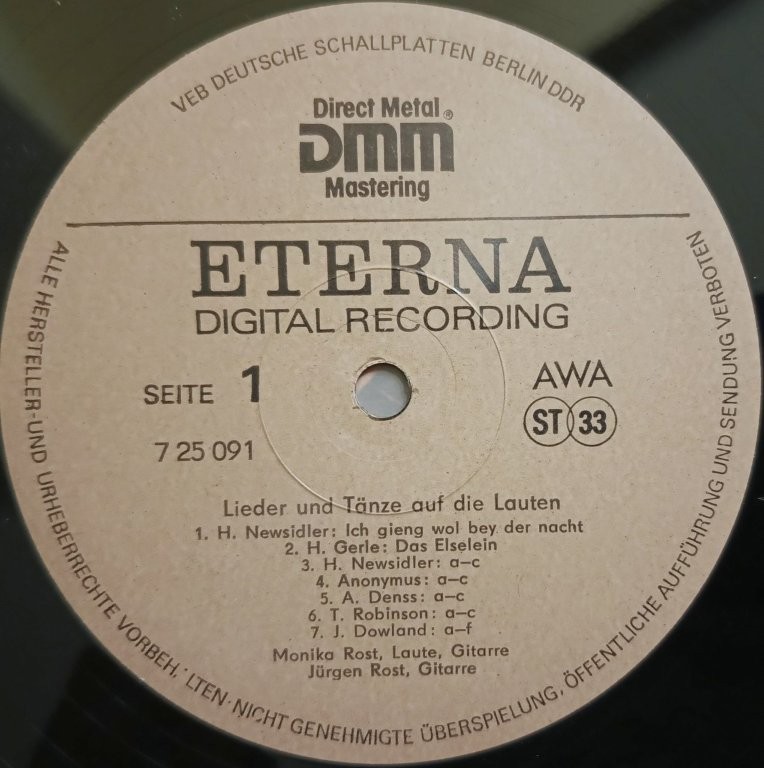 VEB DEUTSCHE SCHALLPLATTEN BERLIN DDR
Direct Metal ®
DMM
Mastering
ETERNA
DIGITAL RECORDING
SEITE 1
AWA
ST 33
7 25 091
Lieder und Tänze auf die Lauten
1. H. Newsidler: Ich gieng wol bey der nacht
2. H. Gerle: Das Elselein
3. H. Newsidler: a–c
4. Anonymus: a–c
5. A. Denss: a–c
6. T. Robinson: a–c
7. J. Dowland: a–f
Monika Rost, Laute, Gitarre
Jürgen Rost, Gitarre
ALLE HERSTELLER-UND URHEBERRECHTE VORBEH. LTEN·NICHT GENEHMIGTE ÜBERSPIELUNG, ÖFFENTLICHE AUFFÜHRUNG UND SENDUNG VERBOTEN